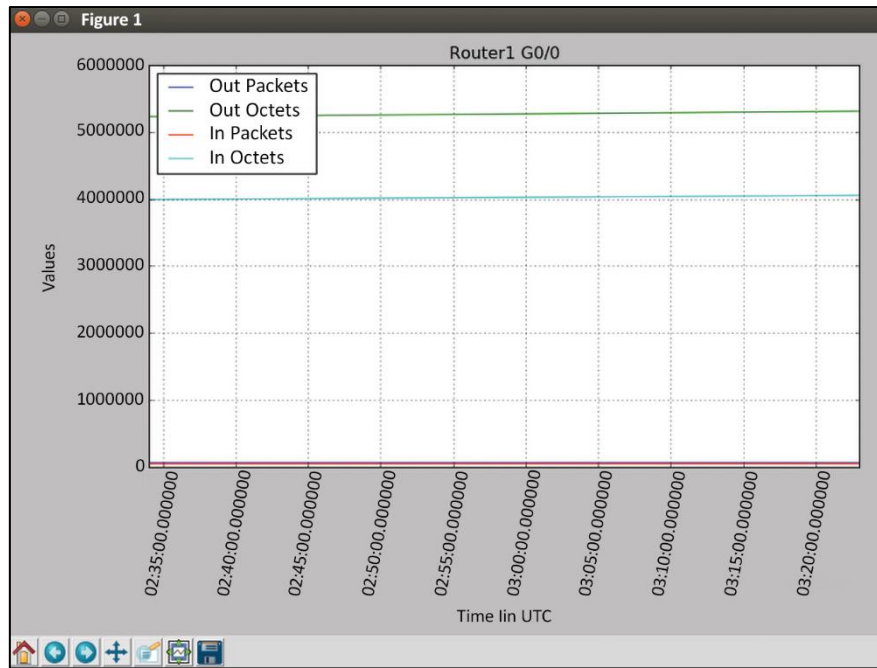 Figure 1
Router1 G0/0
6000000
5000000
4000000
3000000
2000000
1000000
0
Values
Out Packets
Out Octets
In Packets
In Octets
02:35:00.000000
02:40:00.000000
02:45:00.000000
02:50:00.000000
02:55:00.000000
03:00:00.000000
03:05:00.000000
03:10:00.000000
03:15:00.000000
03:20:00.000000
Time Iin UTC